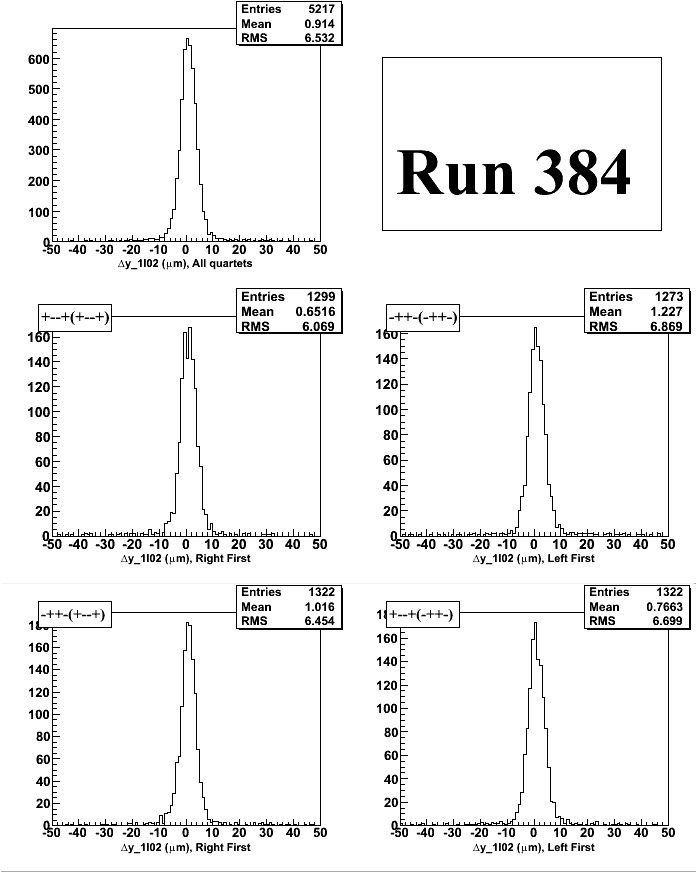 Entries 5217
Mean 0.914
RMS 6.532
600
500
400
300
200
100
0
-50 -40 -30 -20 -10 0 10 20 30 40 50
Δy_1I02 (μm), All quartets
Run 384
+--+(+--+)
Entries 1299
Mean 0.6516
RMS 6.069
160
140
120
100
80
60
40
20
0
-50 -40 -30 -20 -10 0 10 20 30 40 50
Δy_1I02 (μm), Right First
-++-(-++-)
Entries 1273
Mean 1.227
RMS 6.869
160
140
120
100
80
60
40
20
0
-50 -40 -30 -20 -10 0 10 20 30 40 50
Δy_1I02 (μm), Left First
-++-(+--+)
Entries 1322
Mean 1.016
RMS 6.454
160
140
120
100
80
60
40
20
0
-50 -40 -30 -20 -10 0 10 20 30 40 50
Δy_1I02 (μm), Right First
+--+(-++-)
Entries 1322
Mean 0.7663
RMS 6.699
160
140
120
100
80
60
40
20
0
-50 -40 -30 -20 -10 0 10 20 30 40 50
Δy_1I02 (μm), Left First